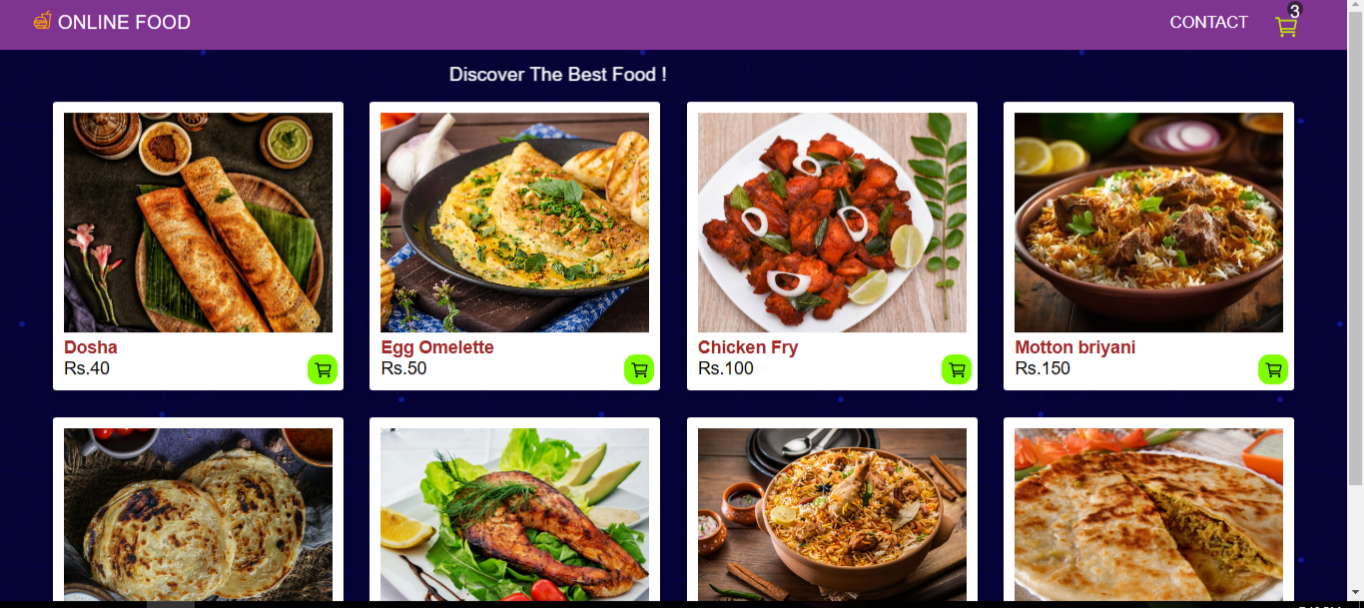 ONLINE FOOD
CONTACT
3
Discover The Best Food !
Dosha
Rs.40
Egg Omelette
Rs.50
Chicken Fry
Rs.100
Motton briyani
Rs.150